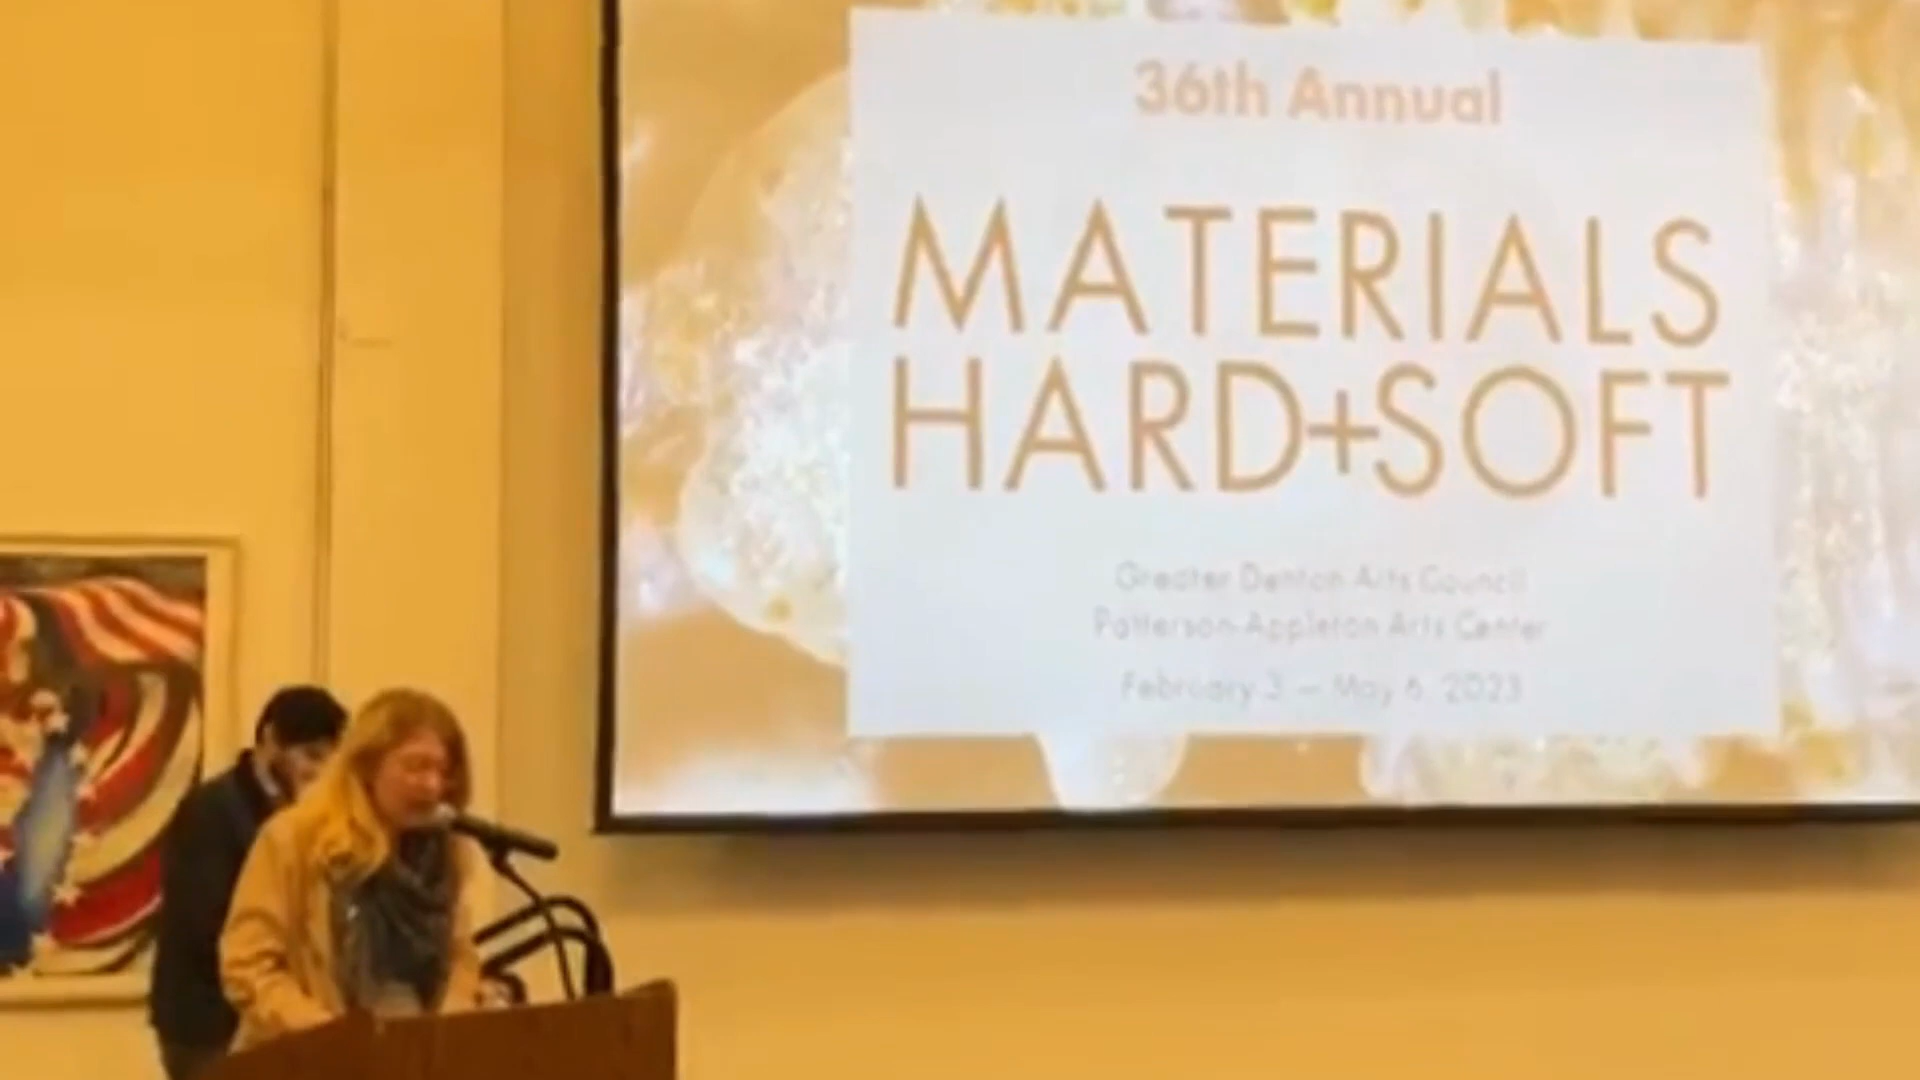 36th Annual
MATERIALS
HARD+SOFT
Greater Denton Arts Council
Patterson-Appleton Arts Center
February 3 – May 6, 2023